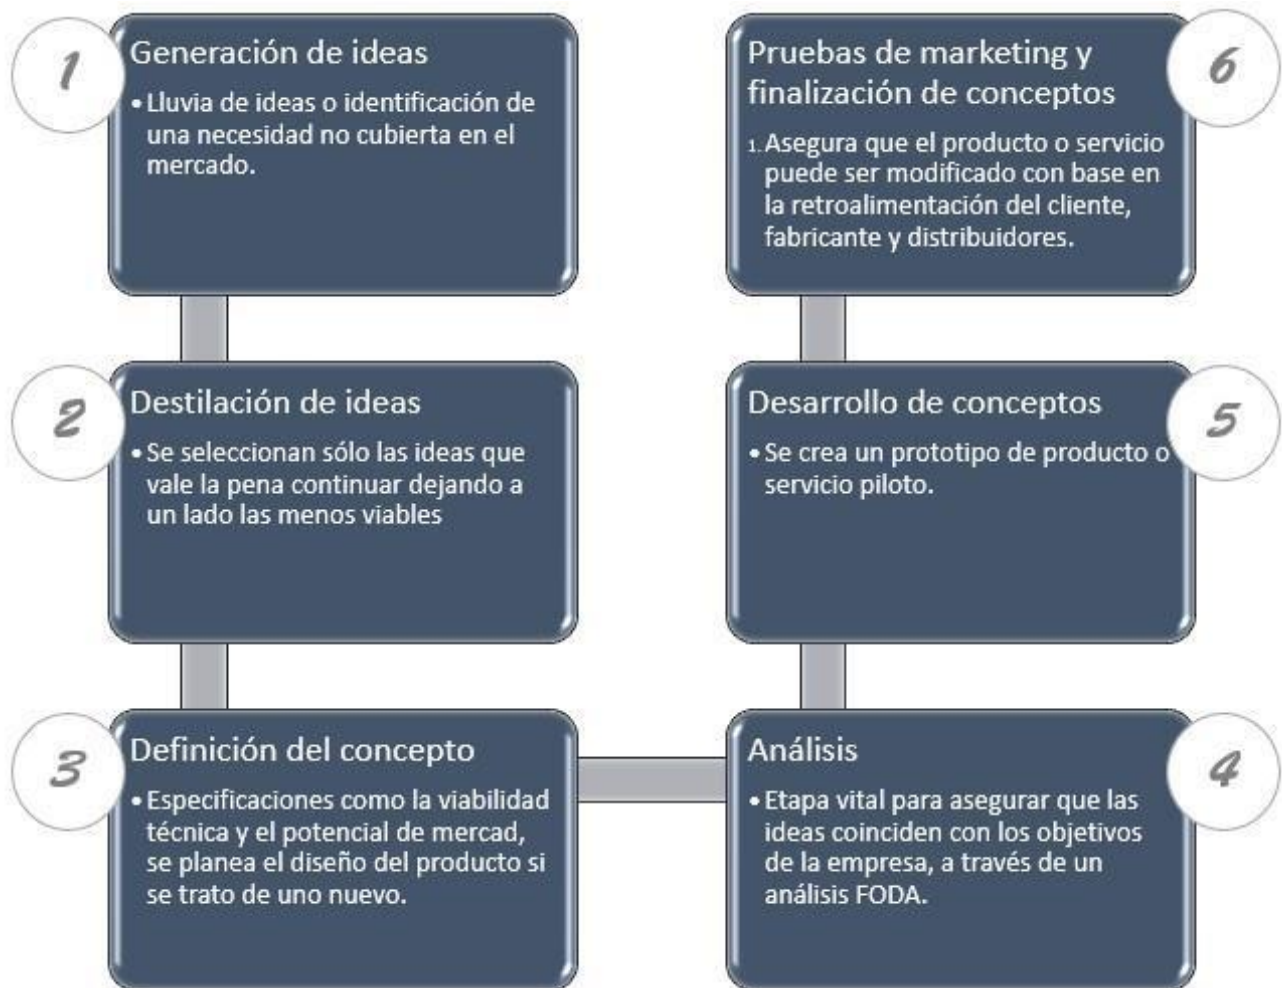 1
Generación de ideas
• Lluvia de ideas o identificación de
una necesidad no cubierta en el
mercado.
2
Destilación de ideas
• Se seleccionan sólo las ideas que
vale la pena continuar dejando a
un lado las menos viables
3
Definición del concepto
• Especificaciones como la viabilidad
técnica y el potencial de mercad,
se planea el diseño del producto si
se trato de uno nuevo.
4
Análisis
• Etapa vital para asegurar que las
ideas coinciden con los objetivos
de la empresa, a través de un
análisis FODA.
5
Desarrollo de conceptos
• Se crea un prototipo de producto o
servicio piloto.
6
Pruebas de marketing y
finalización de conceptos
1. Asegura que el producto o servicio
puede ser modificado con base en
la retroalimentación del cliente,
fabricante y distribuidores.